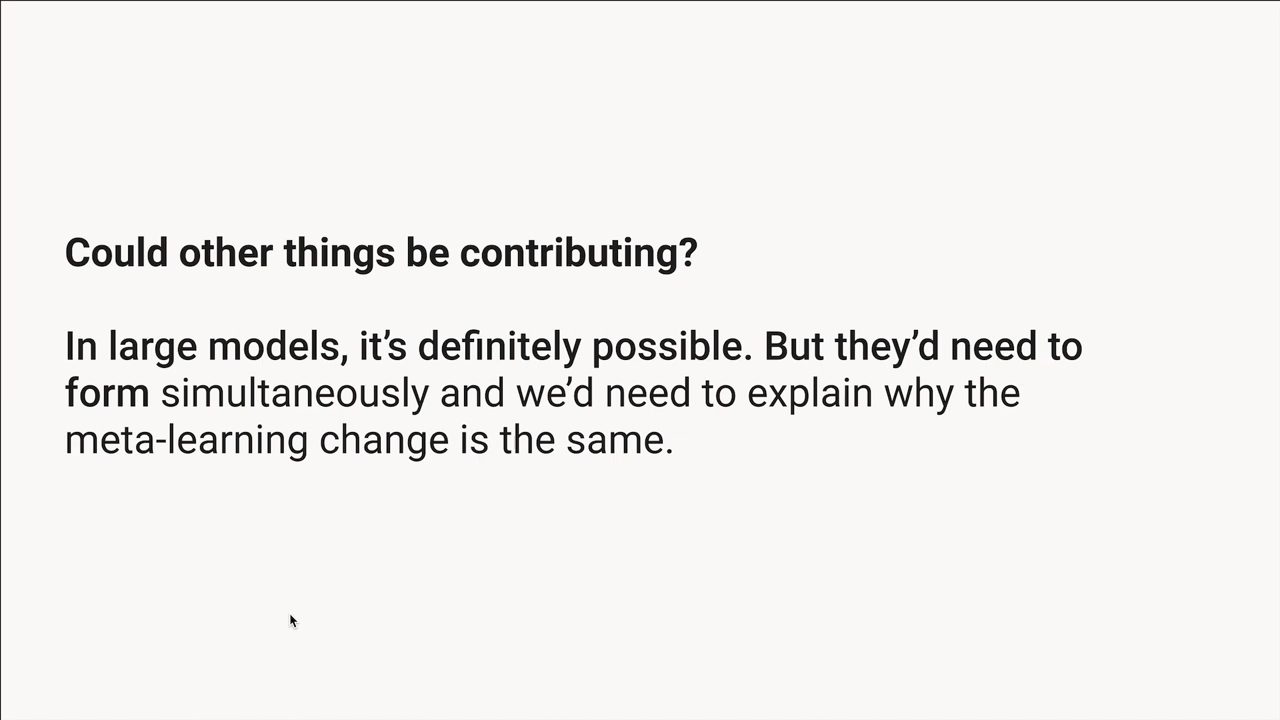 Could other things be contributing?
In large models, it’s definitely possible. But they’d need to
form simultaneously and we’d need to explain why the
meta-learning change is the same.